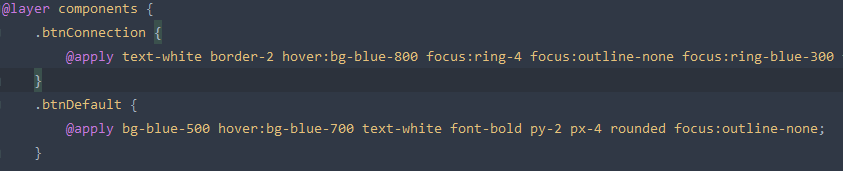 @layer components {
.btnConnection {
@apply text-white border-2 hover:bg-blue-800 focus:ring-4 focus:outline-none focus:ring-blue-300
}
.btnDefault {
@apply bg-blue-500 hover:bg-blue-700 text-white font-bold py-2 px-4 rounded focus:outline-none;
}